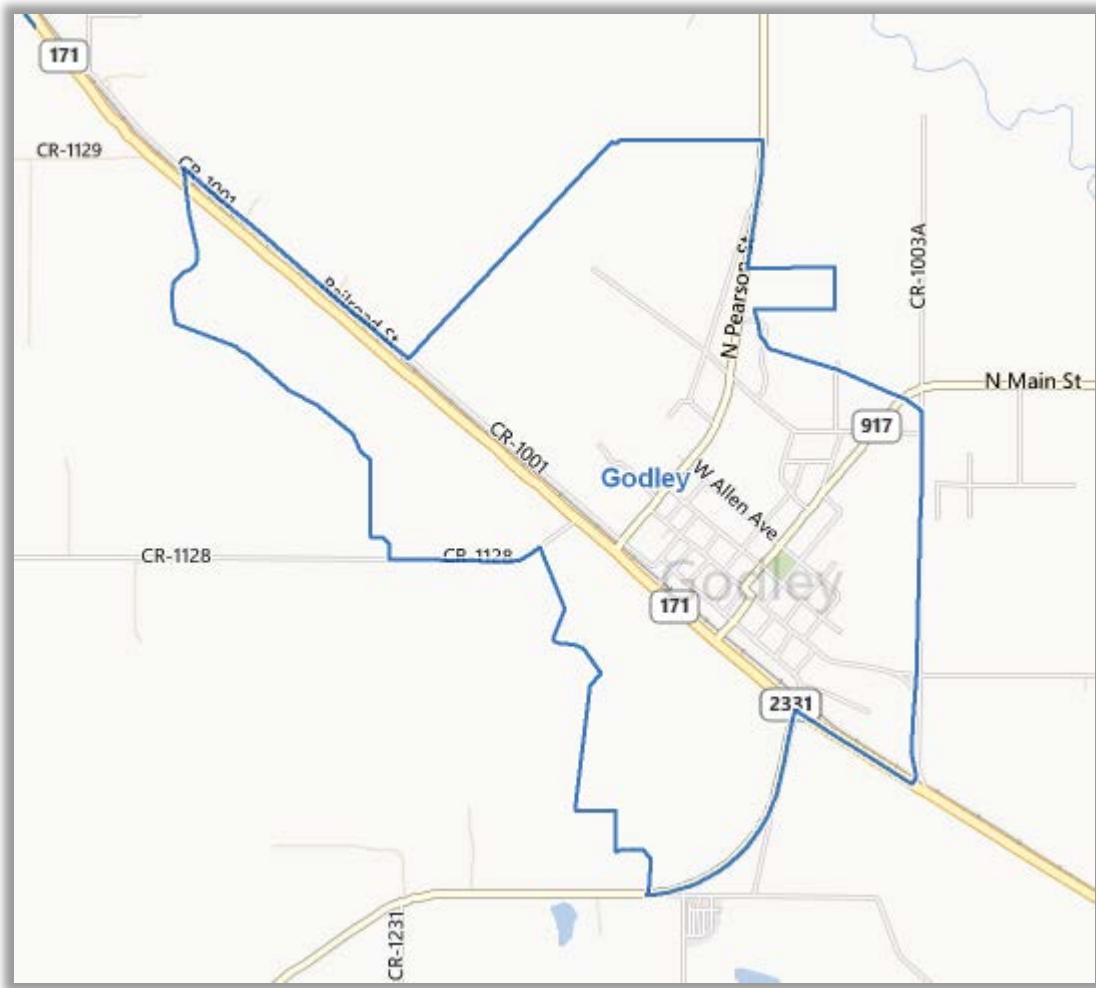 171
CR-1129
CR-1001
CR-1003A
Railroad St
N Pearson St
N Main St
917
CR-1001
Godley
W Allen Ave
CR-1128
CR-1128
Godley
171
2331
CR-1231